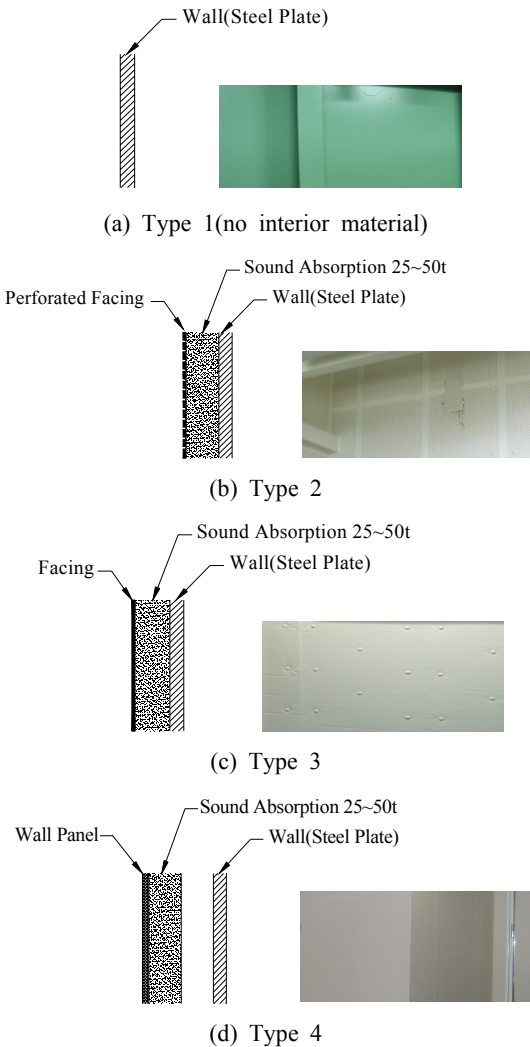 Wall(Steel Plate)
(a) Type 1(no interior material)
Sound Absorption 25~50t
Perforated Facing
Wall(Steel Plate)
(b) Type 2
Sound Absorption 25~50t
Facing
Wall(Steel Plate)
(c) Type 3
Sound Absorption 25~50t
Wall Panel
Wall(Steel Plate)
(d) Type 4